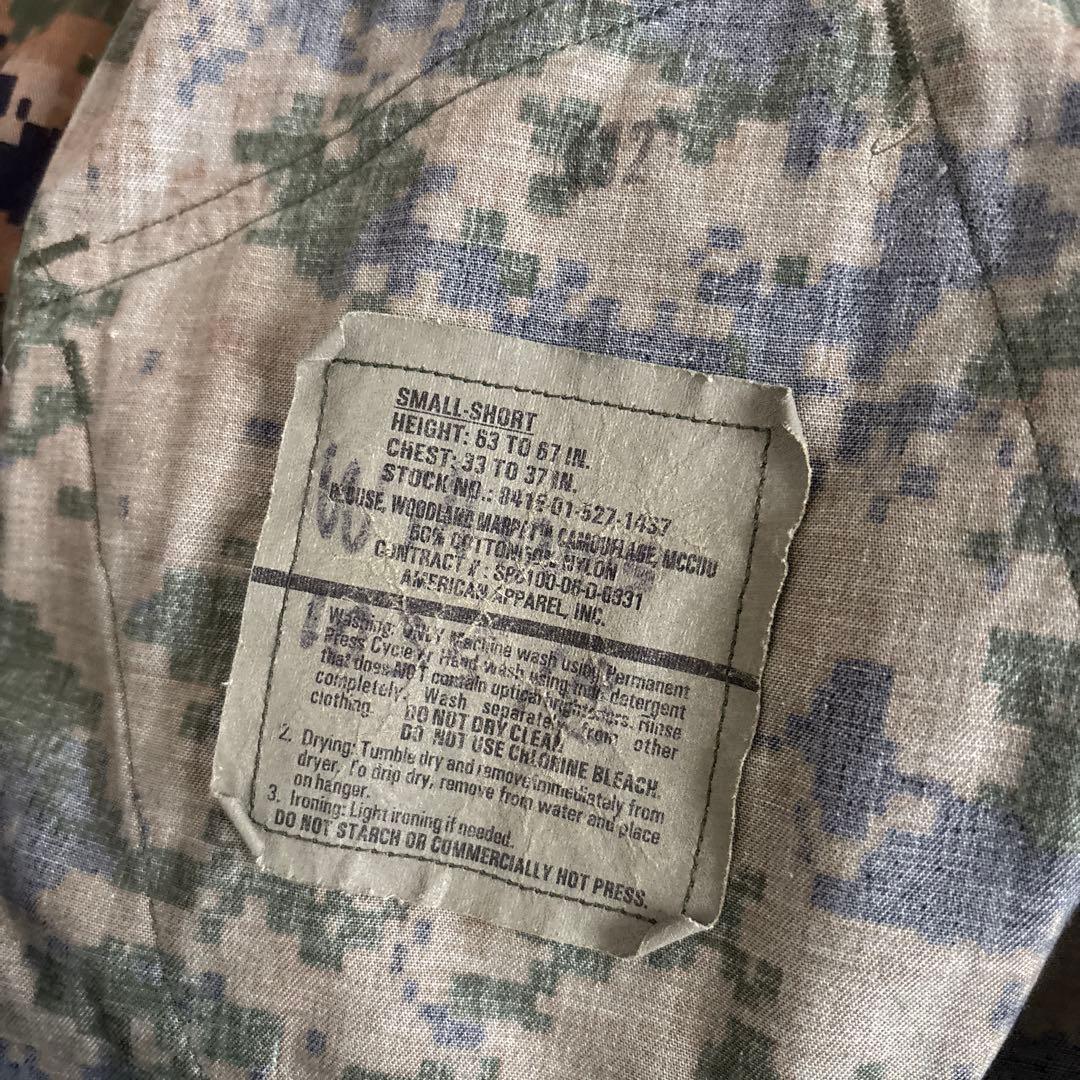 SMALL-SHORT
HEIGHT: 63 TO 67 IN.
CHEST: 33 TO 37 IN.
STOCK NO.: 8415-01-527-1437
BLOUSE, WOODLAND MARPATN CAMOUFLAGE, MCCUU
50% COTTON/50% NYLON
CONTRACT # : SP0100-06-D-0331
AMERICAN APPAREL, INC.
1. Washing: ONLY Machine wash using Permanent
Press Cycle or Hand wash using mild detergent
that does NOT contain optical brighteners. Rinse
completely. Wash separately from other
clothing.
DO NOT DRY CLEAN.
DO NOT USE CHLORINE BLEACH.
2. Drying: Tumble dry and remove immediately from
dryer. To drip dry, remove from water and place
on hanger.
3. Ironing: Light ironing if needed.
DO NOT STARCH OR COMMERCIALLY HOT PRESS.